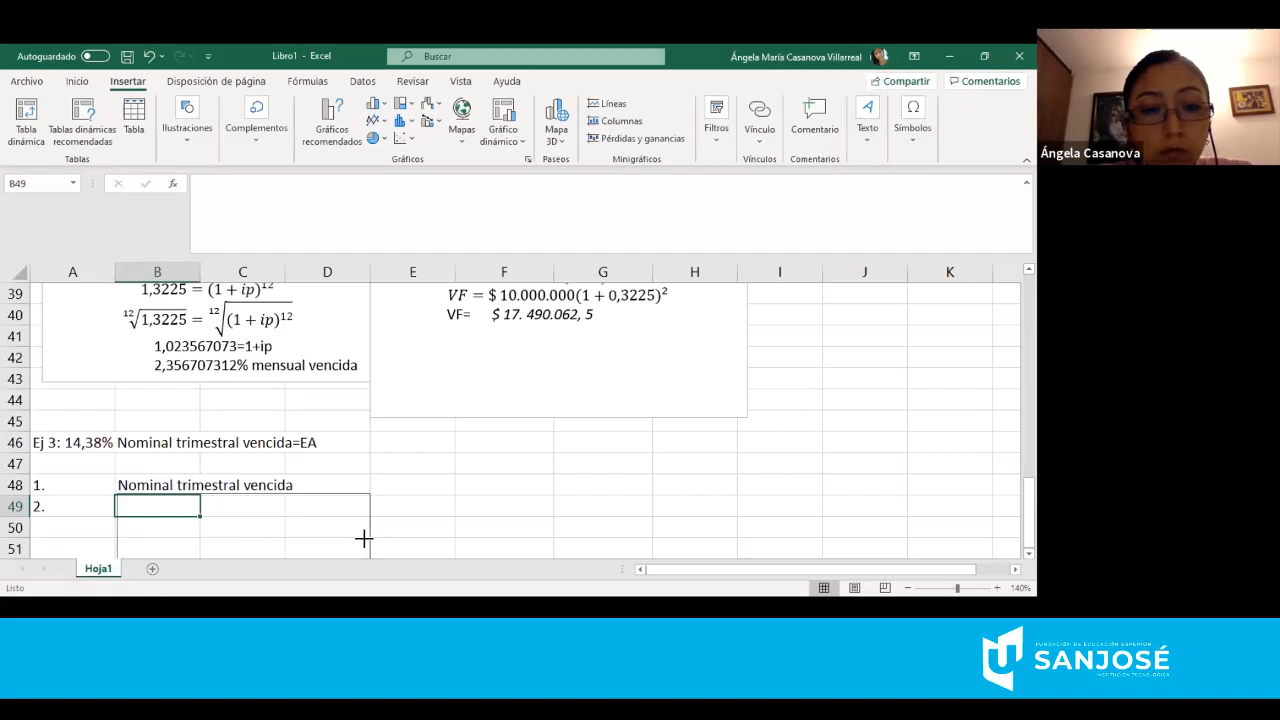 Autoguardado
Libro1 - Excel
Buscar
Ángela María Casanova Villarreal
Archivo Inicio Insertar Disposición de página Fórmulas Datos Revisar Vista Ayuda
Compartir Comentarios
Tabla dinámica
Tablas dinámicas recomendadas
Tabla
Ilustraciones
Complementos
Gráficos recomendados
Mapas
Gráfico dinámico
Mapa 3D
Líneas
Columnas
Pérdidas y ganancias
Filtros
Vínculo
Comentario
Texto
Símbolos
Tablas Gráficos Paseos Minigráficos Vínculos Comentarios
Ángela Casanova
B49
fx
A B C D E F G H I J K
39 1,3225 = (1 + ip)^12 VF = $ 10.000.000(1 + 0,3225)^2
40 ¹²√1,3225 = ¹²√(1 + ip)^12 VF= $ 17. 490.062, 5
41 1,023567073=1+ip
42 2,356707312% mensual vencida
43
44
45
46 Ej 3: 14,38% Nominal trimestral vencida=EA
47
48 1. Nominal trimestral vencida
49 2.
50
51
Hoja1
Listo
140%
FUNDACIÓN DE EDUCACIÓN SUPERIOR
SANJOSÉ
INSTITUCIÓN TECNOLÓGICA